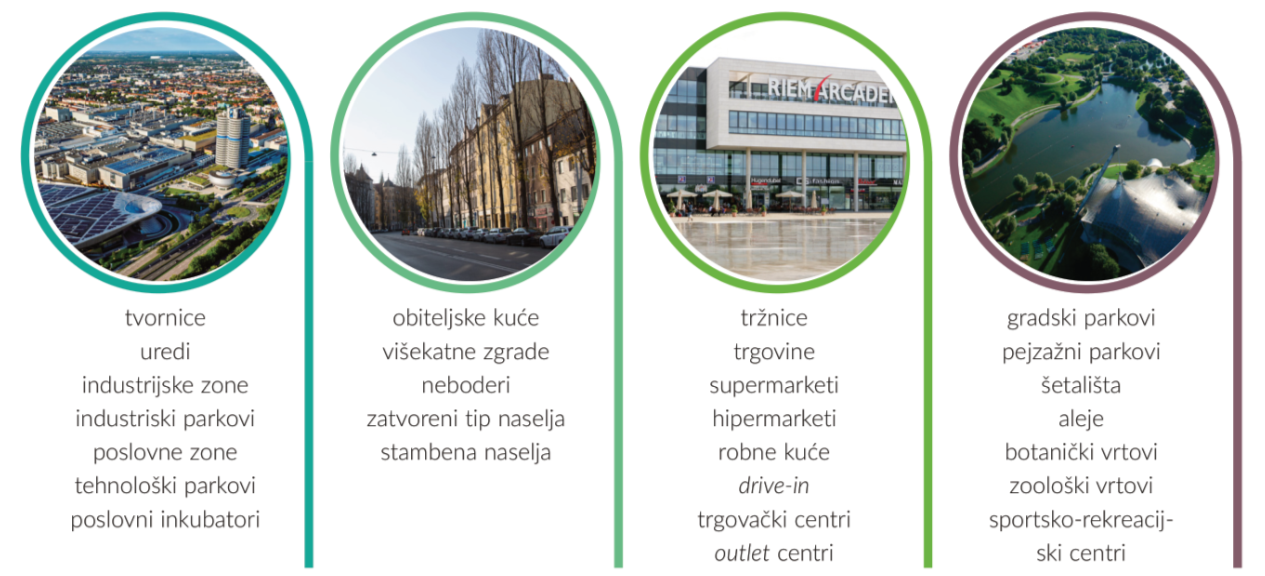 RIEM ARCADEN
tvornice
uredi
industrijske zone
industriski parkovi
poslovne zone
tehnološki parkovi
poslovni inkubatori
obiteljske kuće
višekatne zgrade
neboderi
zatvoreni tip naselja
stambena naselja
tržnice
trgovine
supermarketi
hipermarketi
robne kuće
drive-in
trgovački centri
outlet centri
gradski parkovi
pejzažni parkovi
šetališta
aleje
botanički vrtovi
zoološki vrtovi
sportsko-rekreacij-
ski centri